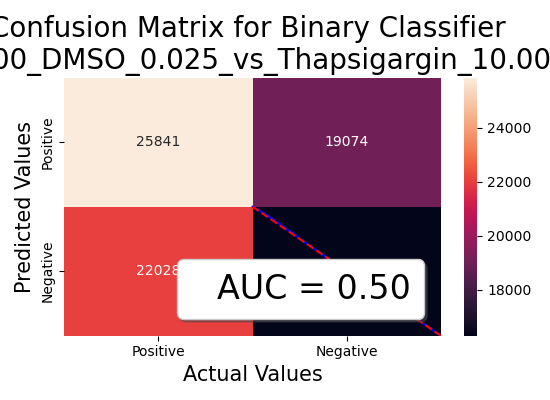 Confusion Matrix for Binary Classifier
00_DMSO_0.025_vs_Thapsigargin_10.00
Predicted Values
Positive
Negative
25841
19074
22028
AUC = 0.50
24000
22000
20000
18000
Positive
Negative
Actual Values